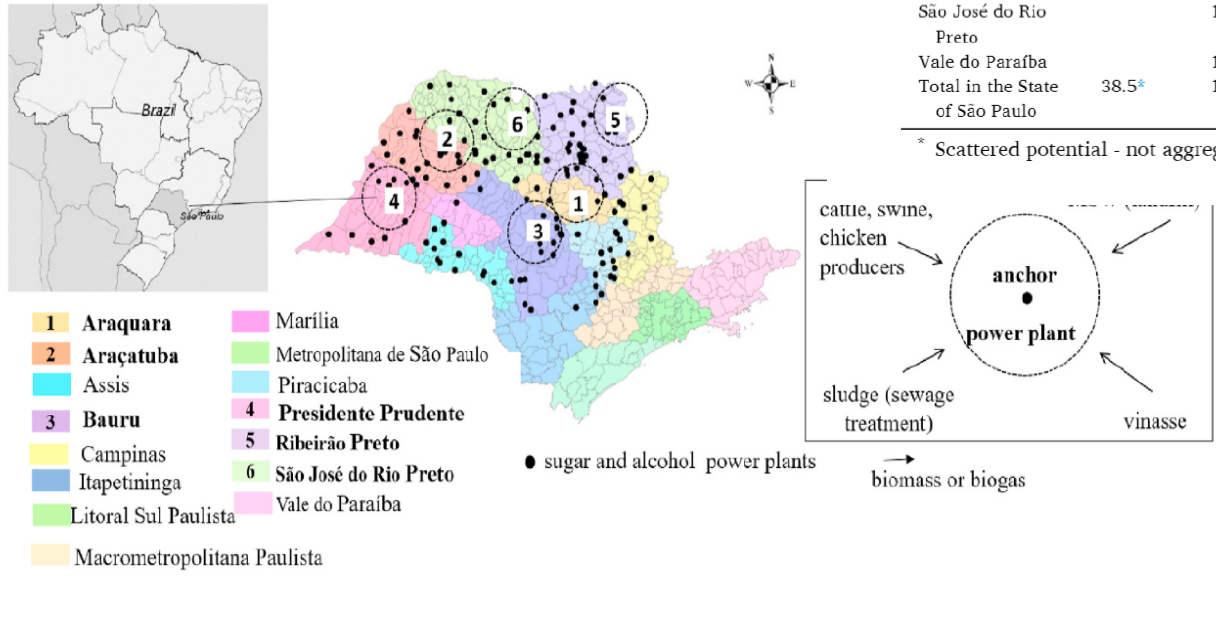 Brazil
São Paulo
N
W
E
S
1
2
3
4
5
6
São José do Rio
Preto
Vale do Paraíba
Total in the State 38.5*
of São Paulo
* Scattered potential - not aggreg
cattle, swine,
chicken
producers
anchor
power plant
sludge (sewage
treatment)
vinasse
1 Araquara
2 Araçatuba
Assis
3 Bauru
Campinas
Itapetininga
Litoral Sul Paulista
Macrometropolitana Paulista
Marília
Metropolitana de São Paulo
Piracicaba
4 Presidente Prudente
5 Ribeirão Preto
6 São José do Rio Preto
Vale do Paraíba
sugar and alcohol power plants
biomass or biogas